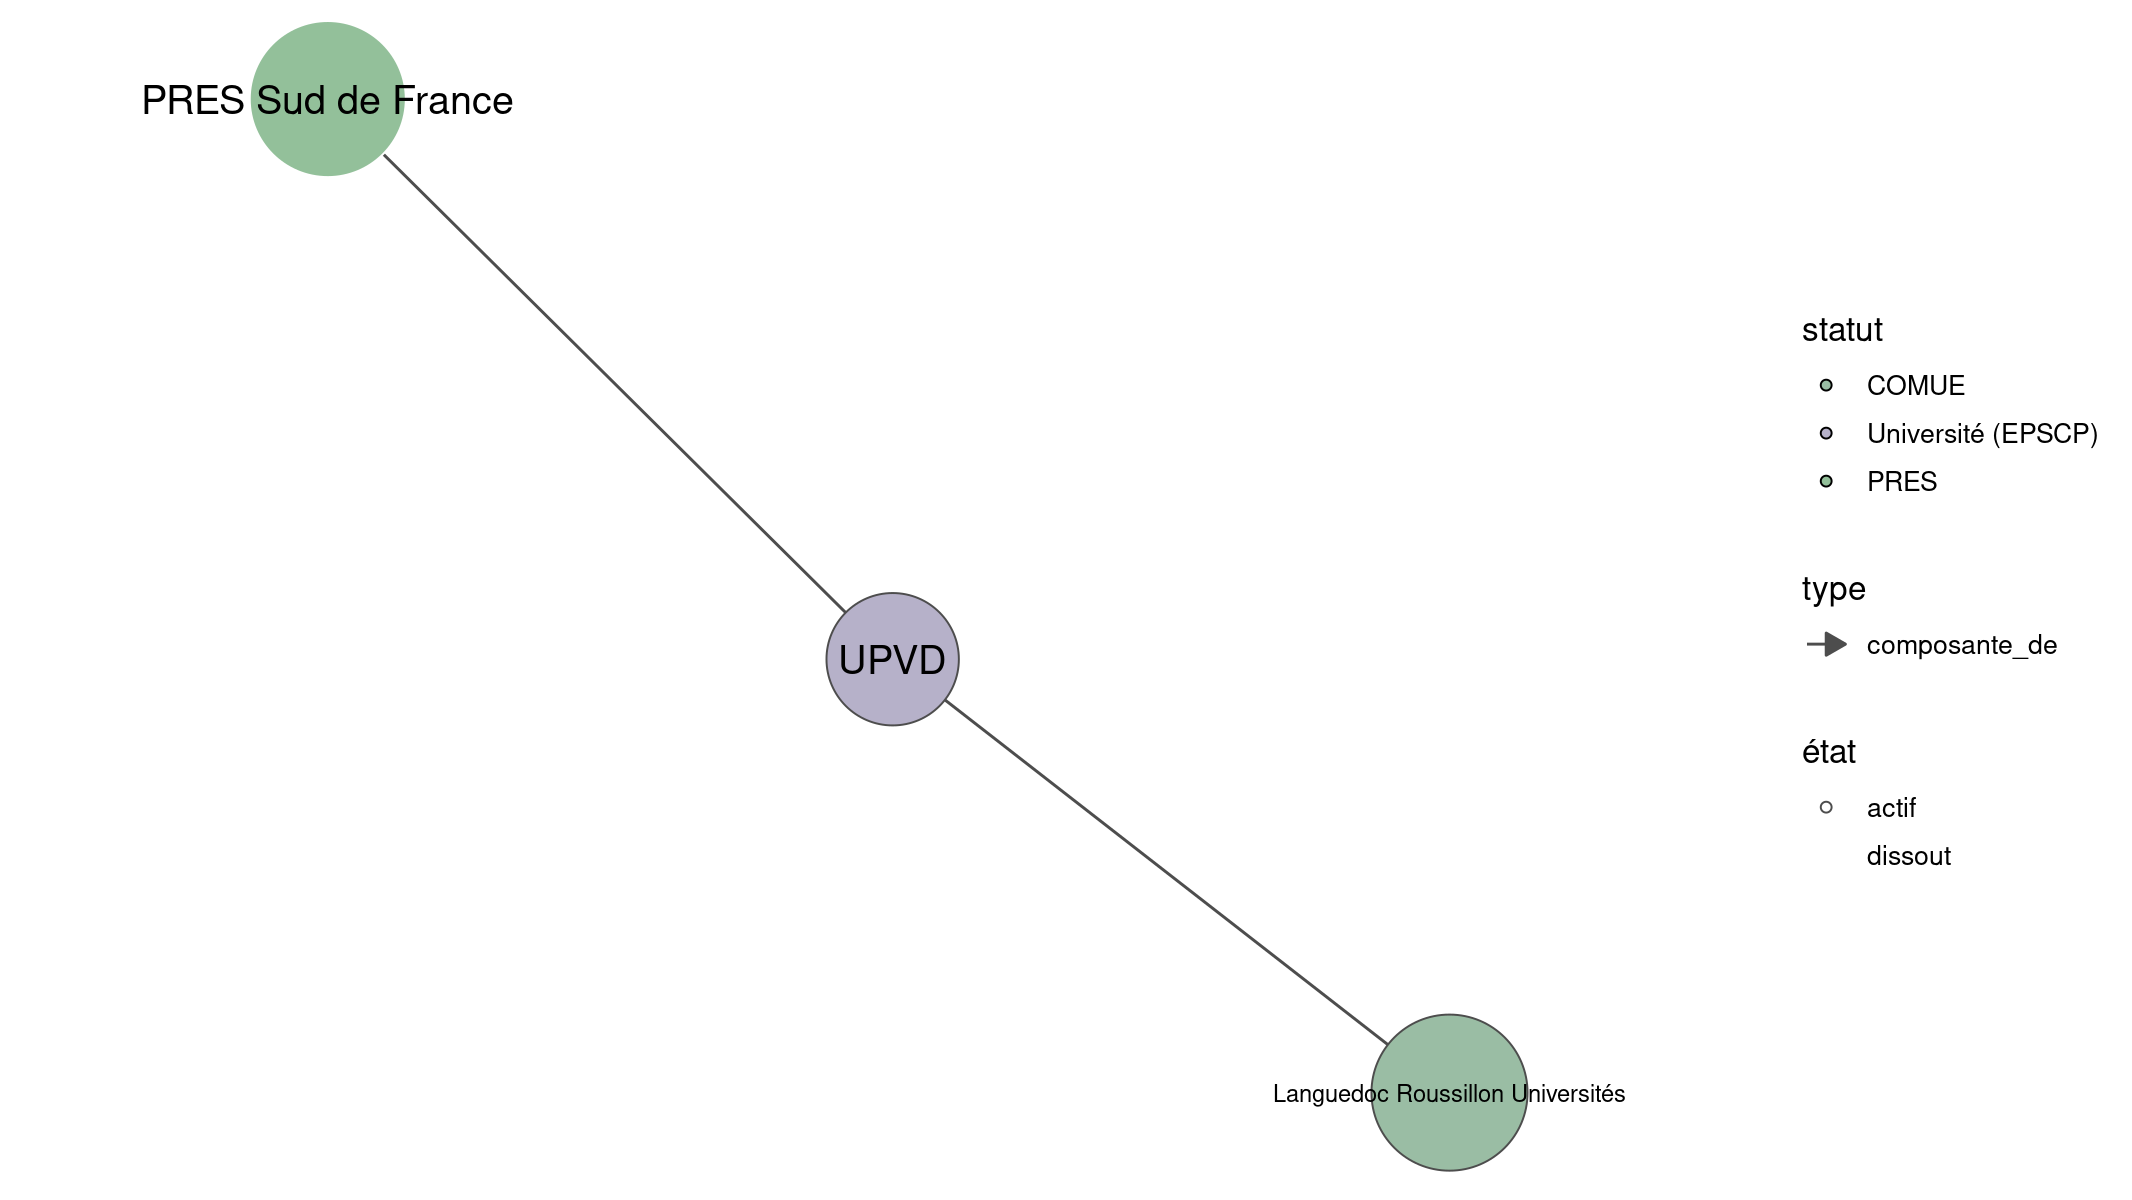 PRES Sud de France
UPVD
Languedoc Roussillon Universités
statut
COMUE
Université (EPSCP)
PRES
type
composante_de
état
actif
dissout